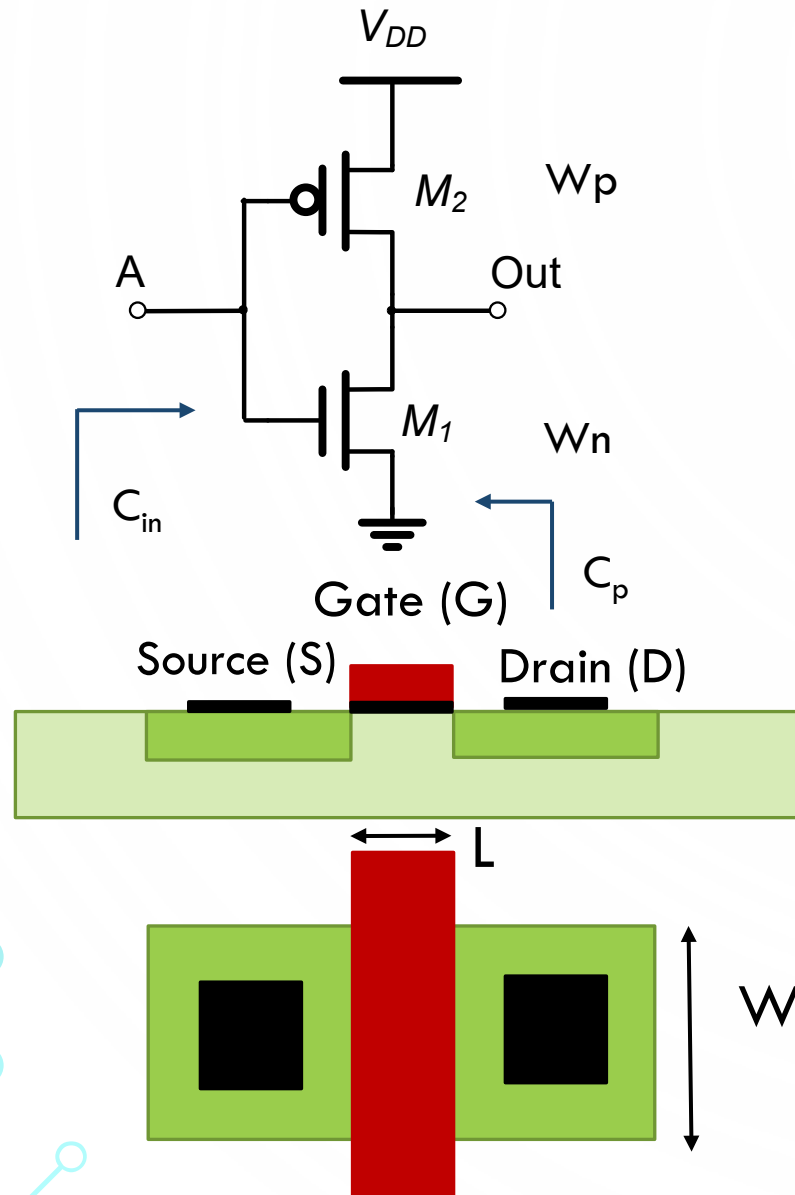 V_DD
M_2
Wp
A
Out
M_1
Wn
C_in
C_p
Gate (G)
Source (S)
Drain (D)
L
W